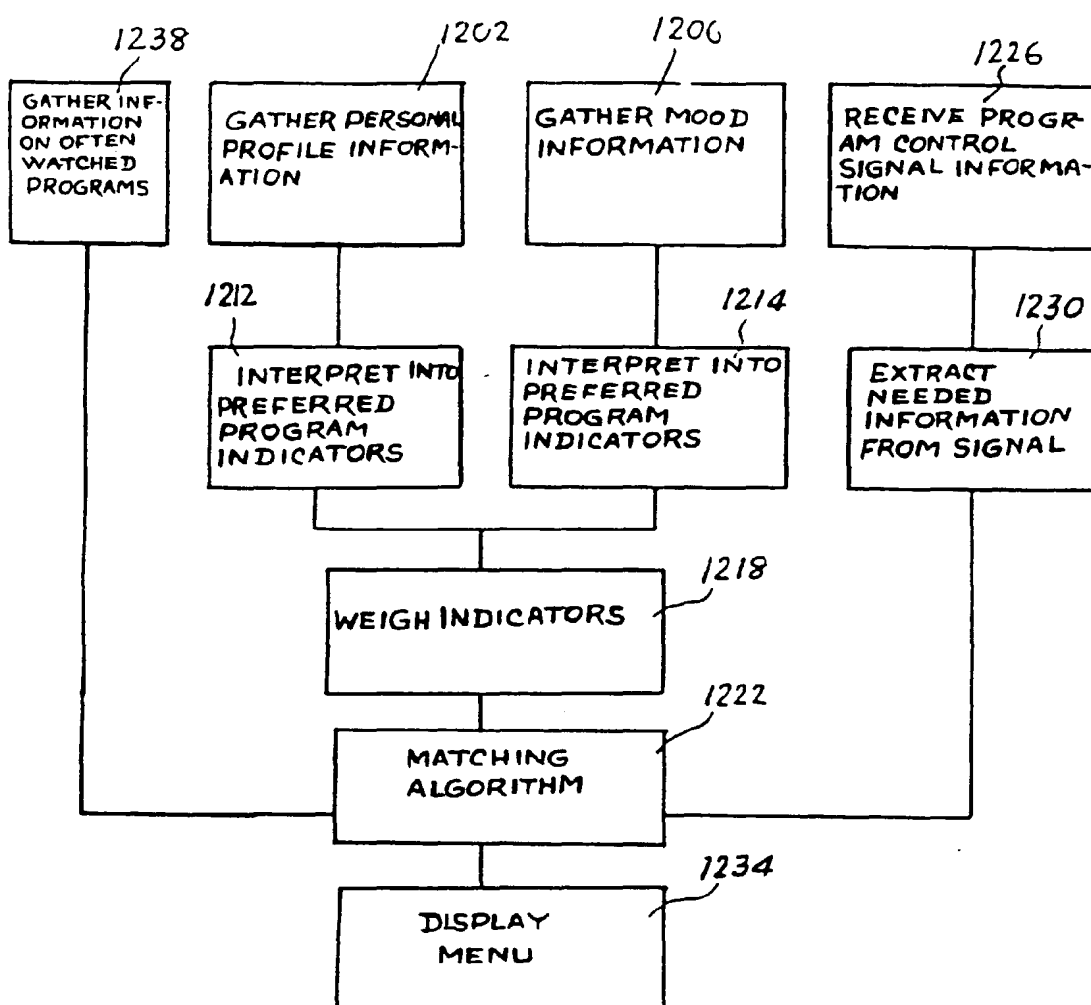 1238
1202
1200
1226
GATHER INF-
ORMATION
ON OFTEN
WATCHED
PROGRAMS
GATHER PERSONAL
PROFILE INFORM-
ATION
GATHER MOOD
INFORMATION
RECEIVE PROGR-
AM CONTROL
SIGNAL INFORMA-
TION
1212
1214
1230
INTERPRET INTO
PREFERRED
PROGRAM
INDICATORS
INTERPRET INTO
PREFERRED
PROGRAM
INDICATORS
EXTRACT
NEEDED
INFORMATION
FROM SIGNAL
1218
WEIGH INDICATORS
1222
MATCHING
ALGORITHM
1234
DISPLAY
MENU